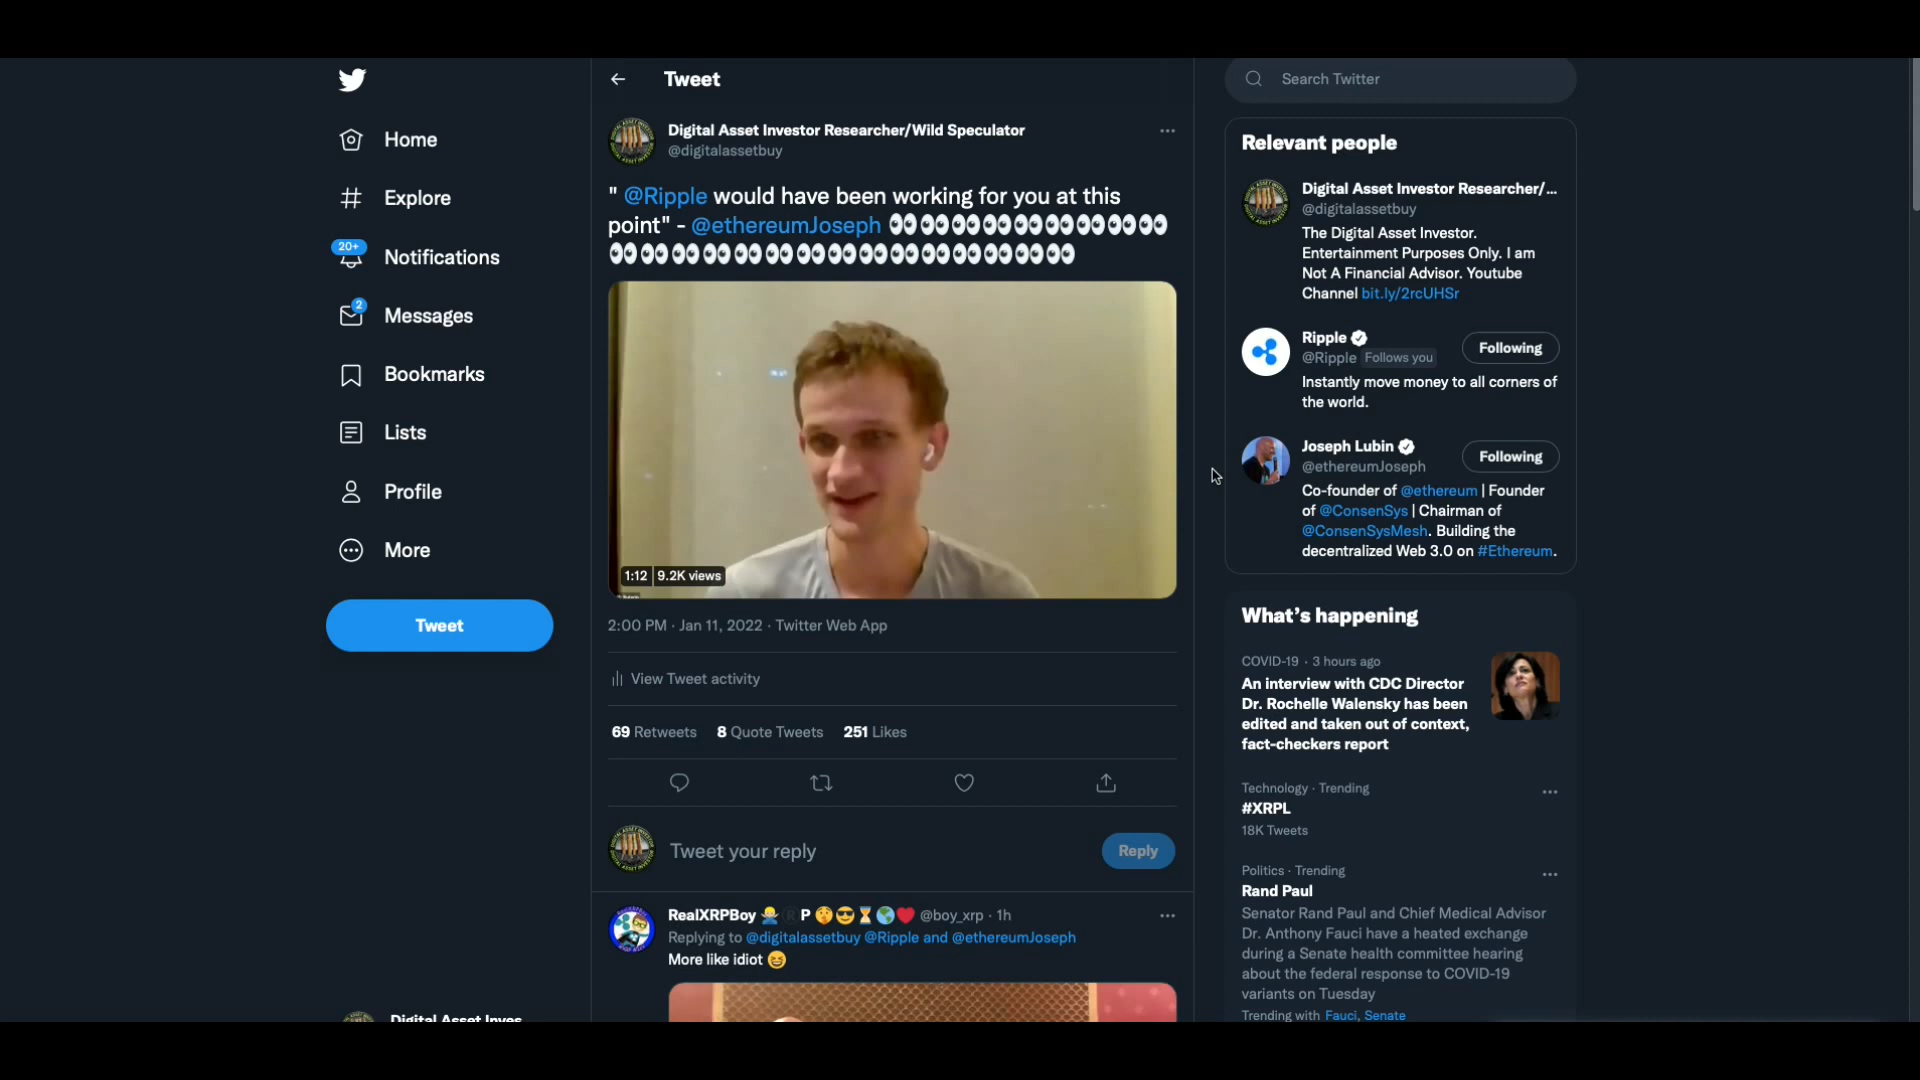 Tweet
Search Twitter
Home
Explore
20+
Notifications
2
Messages
Bookmarks
Lists
Profile
More
Tweet
Digital Asset Inves
Digital Asset Investor Researcher/Wild Speculator
@digitalassetbuy
" @Ripple would have been working for you at this
point" - @ethereumJoseph 👀👀👀👀👀👀👀👀👀
👀👀👀👀👀👀👀👀👀👀👀👀👀👀👀
1:12 9.2K views
2:00 PM · Jan 11, 2022 · Twitter Web App
View Tweet activity
69 Retweets 8 Quote Tweets 251 Likes
Tweet your reply
Reply
RealXRPBoy 🤷‍♂️ R P 🤫😎⌛🌎❤️ @boy_xrp · 1h
Replying to @digitalassetbuy @Ripple and @ethereumJoseph
More like idiot 😆
Relevant people
Digital Asset Investor Researcher/...
@digitalassetbuy
The Digital Asset Investor.
Entertainment Purposes Only. I am
Not A Financial Advisor. Youtube
Channel bit.ly/2rcUHSr
Ripple
@Ripple Follows you
Following
Instantly move money to all corners of
the world.
Joseph Lubin
@ethereumJoseph
Following
Co-founder of @ethereum | Founder
of @ConsenSys | Chairman of
@ConsenSysMesh. Building the
decentralized Web 3.0 on #Ethereum.
What's happening
COVID-19 · 3 hours ago
An interview with CDC Director
Dr. Rochelle Walensky has been
edited and taken out of context,
fact-checkers report
Technology · Trending
#XRPL
18K Tweets
Politics · Trending
Rand Paul
Senator Rand Paul and Chief Medical Advisor
Dr. Anthony Fauci have a heated exchange
during a Senate health committee hearing
about the federal response to COVID-19
variants on Tuesday
Trending with Fauci, Senate